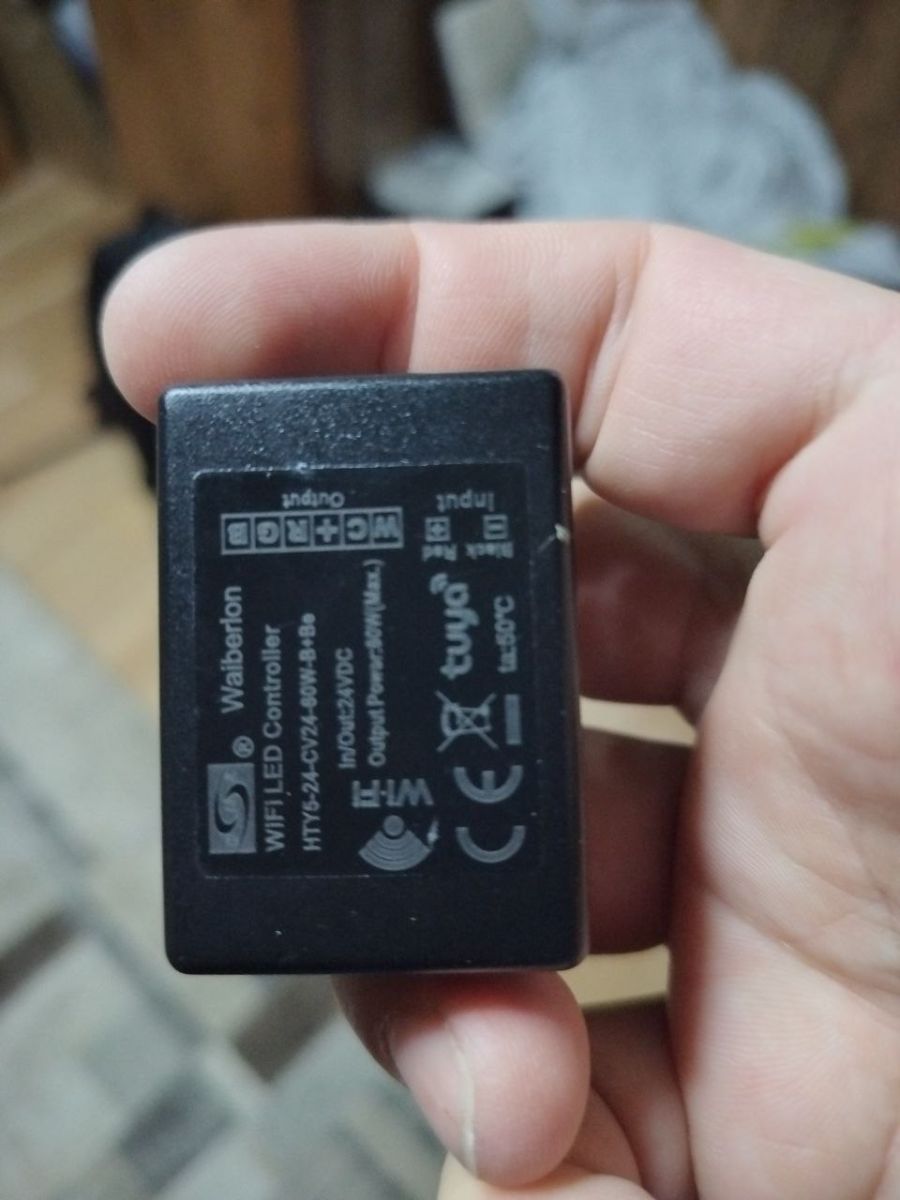 ® Waiberlon
WiFi LED Controller
HTY5-24-CV24-60W-B+Be
In/Out:24VDC
Output Power:60W(Max.)
Wi-Fi
tuya
ta:50°C
CE
Output
W C + R G B
Input
+ −
Red Black